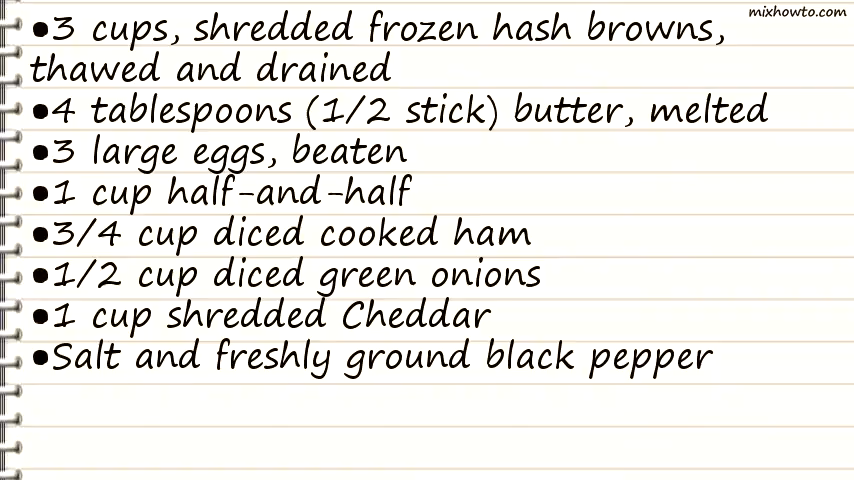 mixhowto.com
•3 cups, shredded frozen hash browns,
thawed and drained
•4 tablespoons (1/2 stick) butter, melted
•3 large eggs, beaten
•1 cup half-and-half
•3/4 cup diced cooked ham
•1/2 cup diced green onions
•1 cup shredded Cheddar
•Salt and freshly ground black pepper